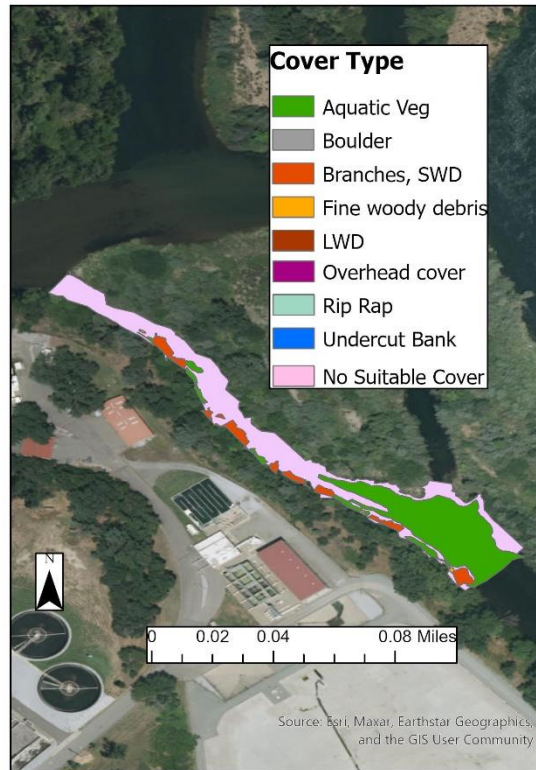 Cover Type
Aquatic Veg
Boulder
Branches, SWD
Fine woody debris
LWD
Overhead cover
Rip Rap
Undercut Bank
No Suitable Cover
N
0 0.02 0.04 0.08 Miles
Source: Esri, Maxar, Earthstar Geographics,
and the GIS User Community